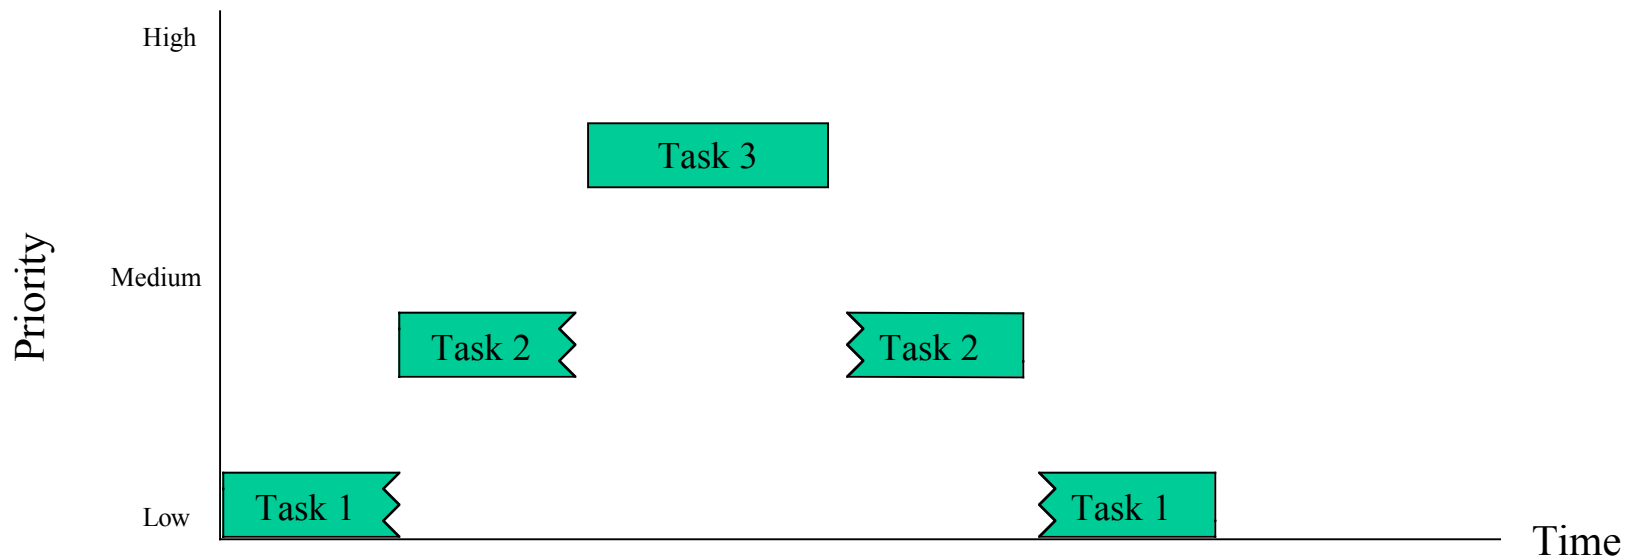 High
Task 3
Priority
Medium
Task 2
Task 2
Task 1
Task 1
Low
Time